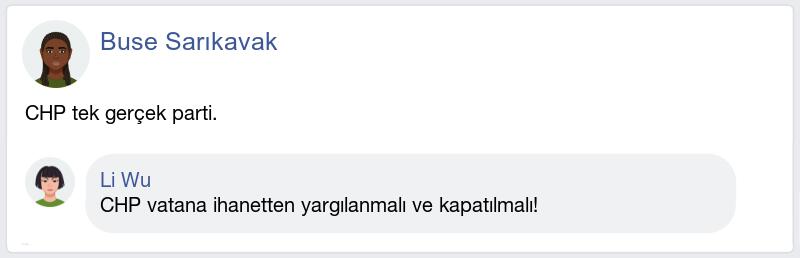 Buse Sarıkavak
CHP tek gerçek parti.
Li Wu
CHP vatana ihanetten yargılanmalı ve kapatılmalı!